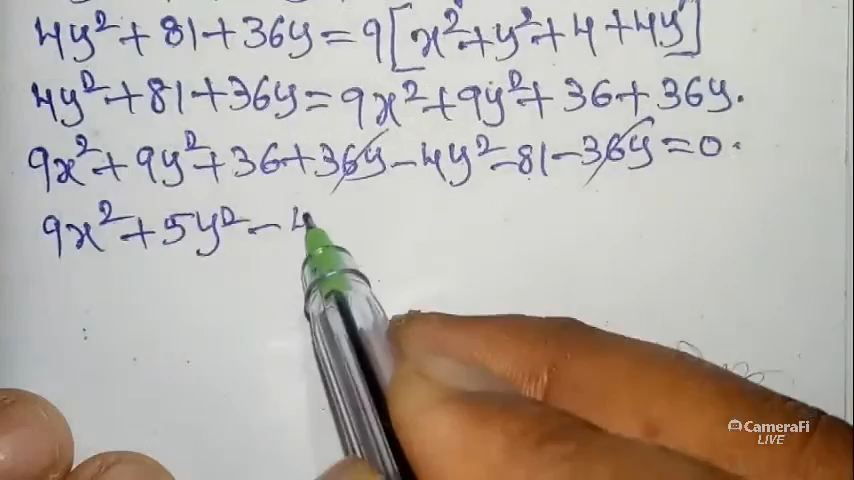 4y² + 81 + 36y = 9[x² + y² + 4 + 4y]
4y² + 81 + 36y = 9x² + 9y² + 36 + 36y.
9x² + 9y² + 36 + 36y - 4y² - 81 - 36y = 0.
9x² + 5y² - 4
CameraFi
LIVE